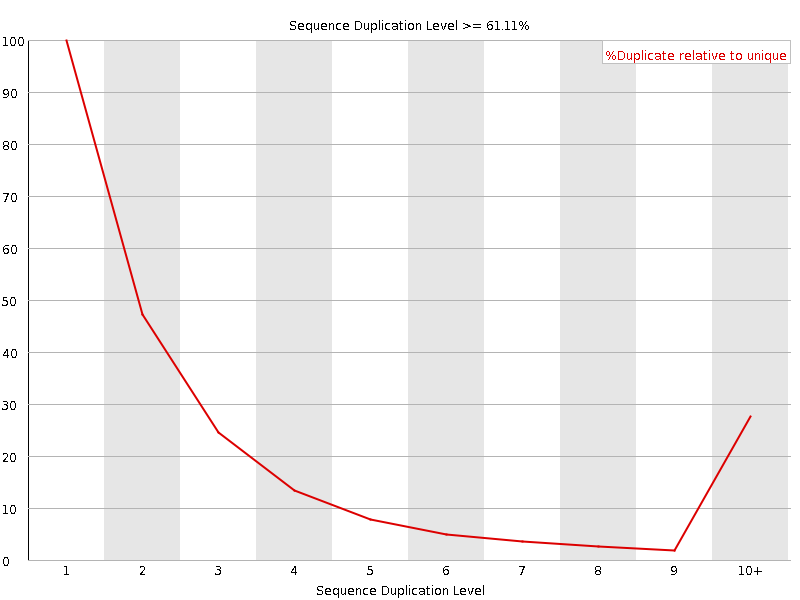 Sequence Duplication Level >= 61.11%
%Duplicate relative to unique
100
90
80
70
60
50
40
30
20
10
0
1 2 3 4 5 6 7 8 9 10+
Sequence Duplication Level